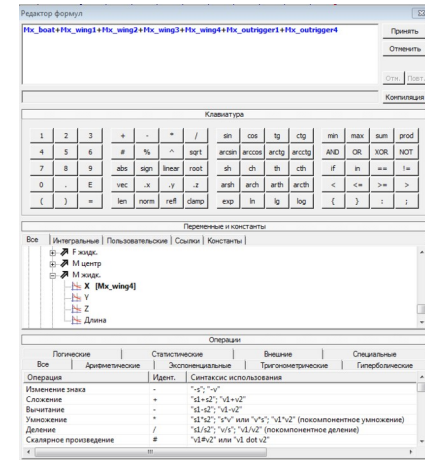 Редактор формул
Mx_boat+Mx_wing1+Mx_wing2+Mx_wing3+Mx_wing4+Mx_outrigger1+Mx_outrigger4
Принять
Отменить
Отм. Повт.
Компиляция
Клавиатура
1 2 3 + - * / sin cos tg ctg min max sum prod
4 5 6 # % ^ sqrt arcsin arccos arctg arcctg AND OR XOR NOT
7 8 9 abs sign linear root sh ch th cth if in == !=
0 . E vec .x .y .z arsh arch arth arcth < <= >= >
( ) = len norm refl clamp exp ln lg log { } : ;
Переменные и константы
Все Интегральные Пользовательские Ссылки Константы
F жидк.
M центр
M жидк.
X [Mx_wing4]
Y
Z
Длина
Операции
Логические Статистические Внешние Специальные
Все Арифметические Экспоненциальные Тригонометрические Гиперболические
Операция Идент. Синтаксис использования
Изменение знака - "-s"; "-v"
Сложение + "s1+s2"; "v1+v2"
Вычитание - "s1-s2"; "v1-v2"
Умножение * "s1*s2"; "s*v" или "v*s"; "v1*v2" (покомпонентное умножение)
Деление / "s1/s2"; "v/s"; "v1/v2" (покомпонентное деление)
Скалярное произведение # "v1#v2" или "v1 dot v2"